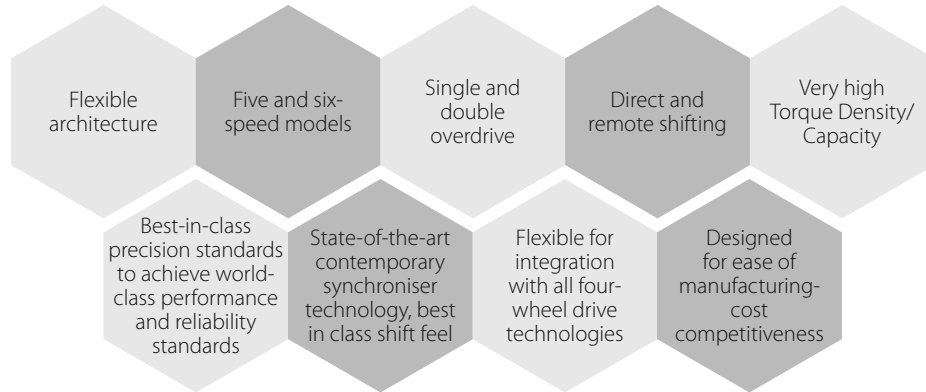 Flexible
architecture
Five and six-
speed models
Single and
double
overdrive
Direct and
remote shifting
Very high
Torque Density/
Capacity
Best-in-class
precision standards
to achieve world-
class performance
and reliability
standards
State-of-the-art
contemporary
synchroniser
technology, best
in class shift feel
Flexible for
integration
with all four-
wheel drive
technologies
Designed
for ease of
manufacturing-
cost
competitiveness